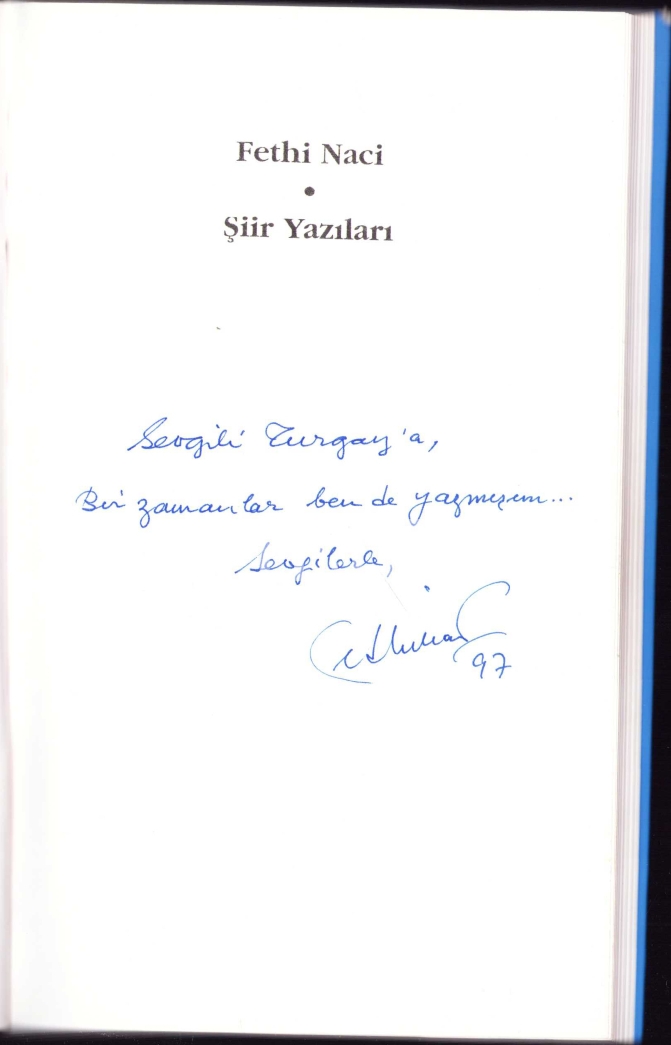 Fethi Naci
•
Şiir Yazıları
Sevgili Turgay'a,
Bir zamanlar ben de yazmışım...
Sevgilerle,
97